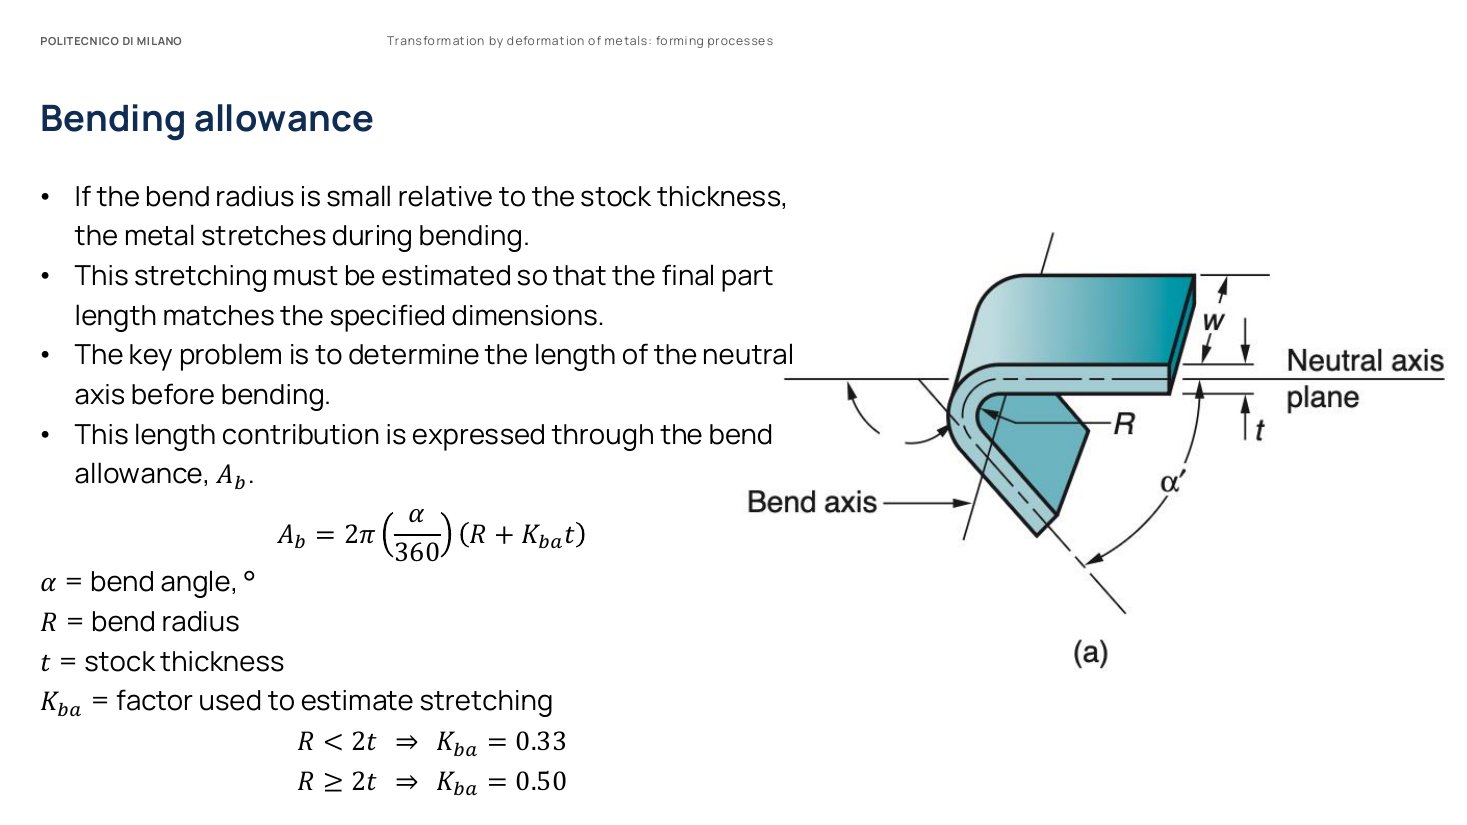 POLITECNICO DI MILANO
Transformation by deformation of metals: forming processes
Bending allowance
• If the bend radius is small relative to the stock thickness,
the metal stretches during bending.
• This stretching must be estimated so that the final part
length matches the specified dimensions.
• The key problem is to determine the length of the neutral
axis before bending.
• This length contribution is expressed through the bend
allowance, A_b.
A_b = 2π (α/360) (R + K_ba t)
α = bend angle, °
R = bend radius
t = stock thickness
K_ba = factor used to estimate stretching
R < 2t ⇒ K_ba = 0.33
R ≥ 2t ⇒ K_ba = 0.50
w
Neutral axis
plane
R
t
α′
Bend axis
(a)